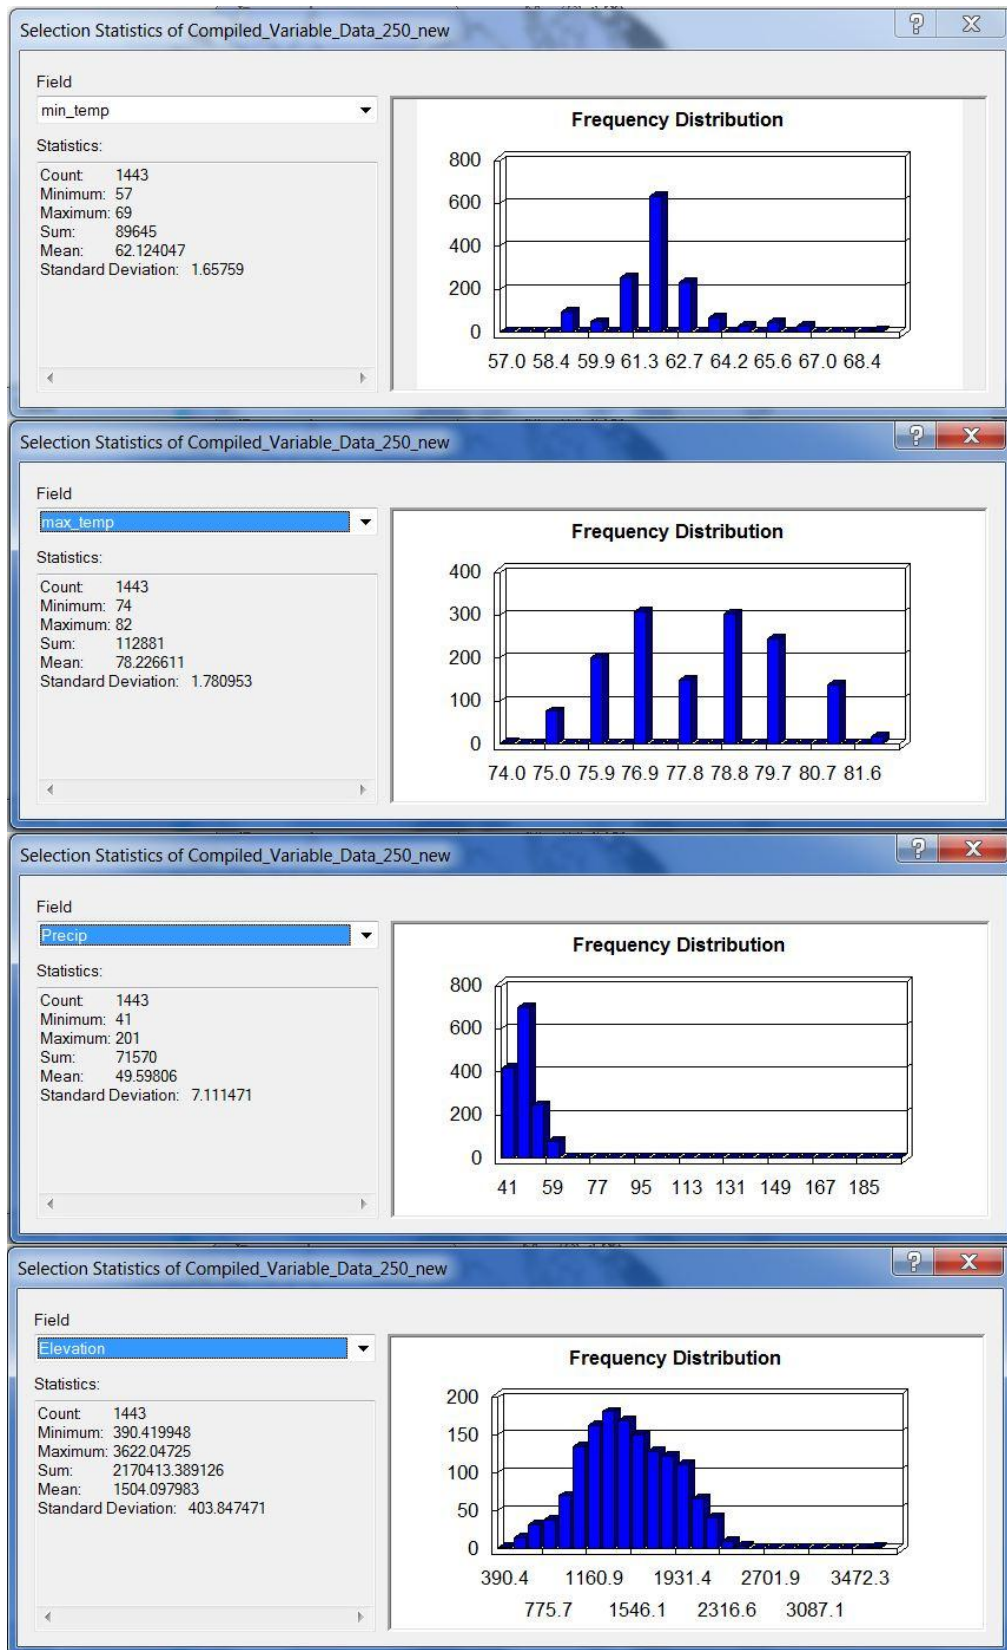 Selection Statistics of Compiled_Variable_Data_250_new
Field
min_temp
Statistics:
Count: 1443
Minimum: 57
Maximum: 69
Sum: 89645
Mean: 62.124047
Standard Deviation: 1.65759
Frequency Distribution
800
600
400
200
0
57.0 58.4 59.9 61.3 62.7 64.2 65.6 67.0 68.4
Selection Statistics of Compiled_Variable_Data_250_new
Field
max_temp
Statistics:
Count: 1443
Minimum: 74
Maximum: 82
Sum: 112881
Mean: 78.226611
Standard Deviation: 1.780953
Frequency Distribution
400
300
200
100
0
74.0 75.0 75.9 76.9 77.8 78.8 79.7 80.7 81.6
Selection Statistics of Compiled_Variable_Data_250_new
Field
Precip
Statistics:
Count: 1443
Minimum: 41
Maximum: 201
Sum: 71570
Mean: 49.59806
Standard Deviation: 7.111471
Frequency Distribution
800
600
400
200
0
41 59 77 95 113 131 149 167 185
Selection Statistics of Compiled_Variable_Data_250_new
Field
Elevation
Statistics:
Count: 1443
Minimum: 390.419948
Maximum: 3622.04725
Sum: 2170413.389126
Mean: 1504.097983
Standard Deviation: 403.847471
Frequency Distribution
200
150
100
50
0
390.4 1160.9 1931.4 2701.9 3472.3
775.7 1546.1 2316.6 3087.1